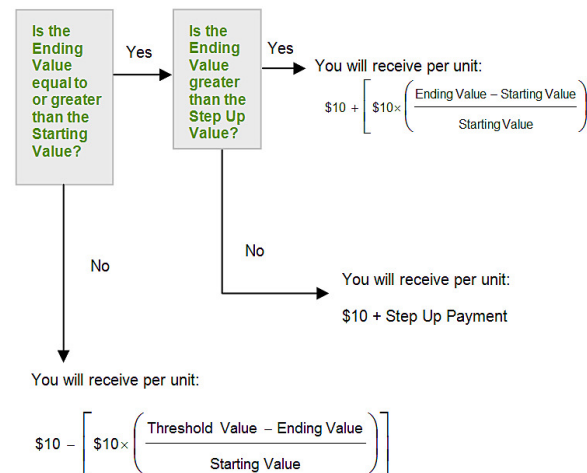 Is the
Ending
Value
equal to
or greater
than the
Starting
Value?
Yes
Is the
Ending
Value
greater
than the
Step Up
Value?
Yes
You will receive per unit:
$10 + [ $10× ( Ending Value – Starting Value
Starting Value )
No
You will receive per unit:
$10 + Step Up Payment
No
You will receive per unit:
$10 – [ $10× ( Threshold Value – Ending Value
Starting Value ) ]